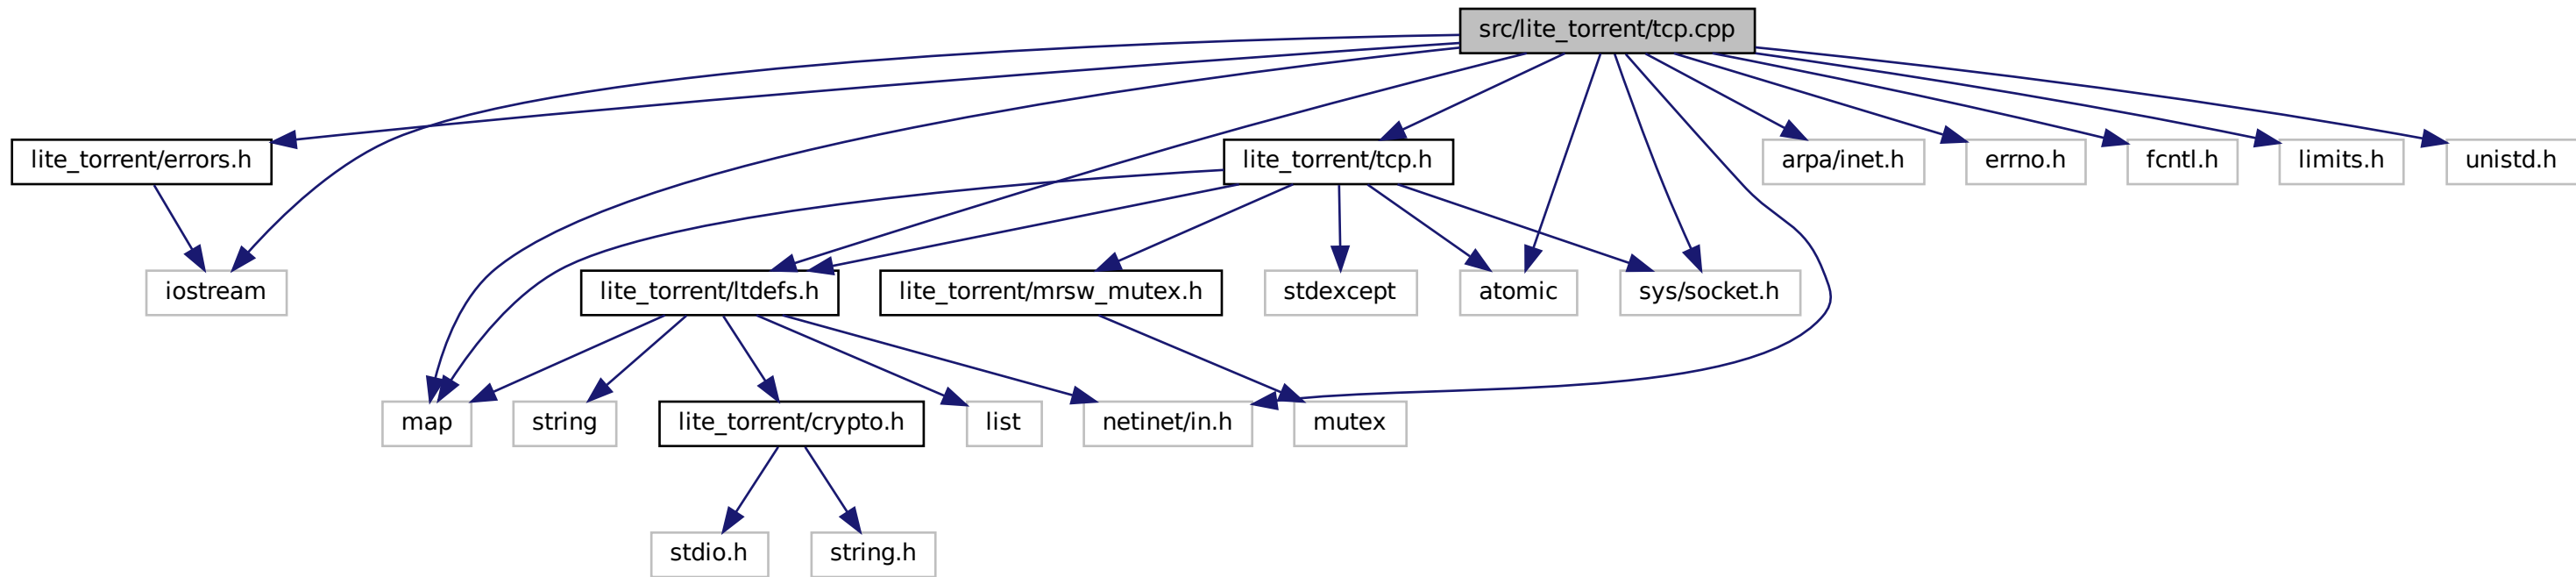 src/lite_torrent/tcp.cpp
lite_torrent/errors.h
lite_torrent/tcp.h
arpa/inet.h
errno.h
fcntl.h
limits.h
unistd.h
iostream
lite_torrent/ltdefs.h
lite_torrent/mrsw_mutex.h
stdexcept
atomic
sys/socket.h
map
string
lite_torrent/crypto.h
list
netinet/in.h
mutex
stdio.h
string.h